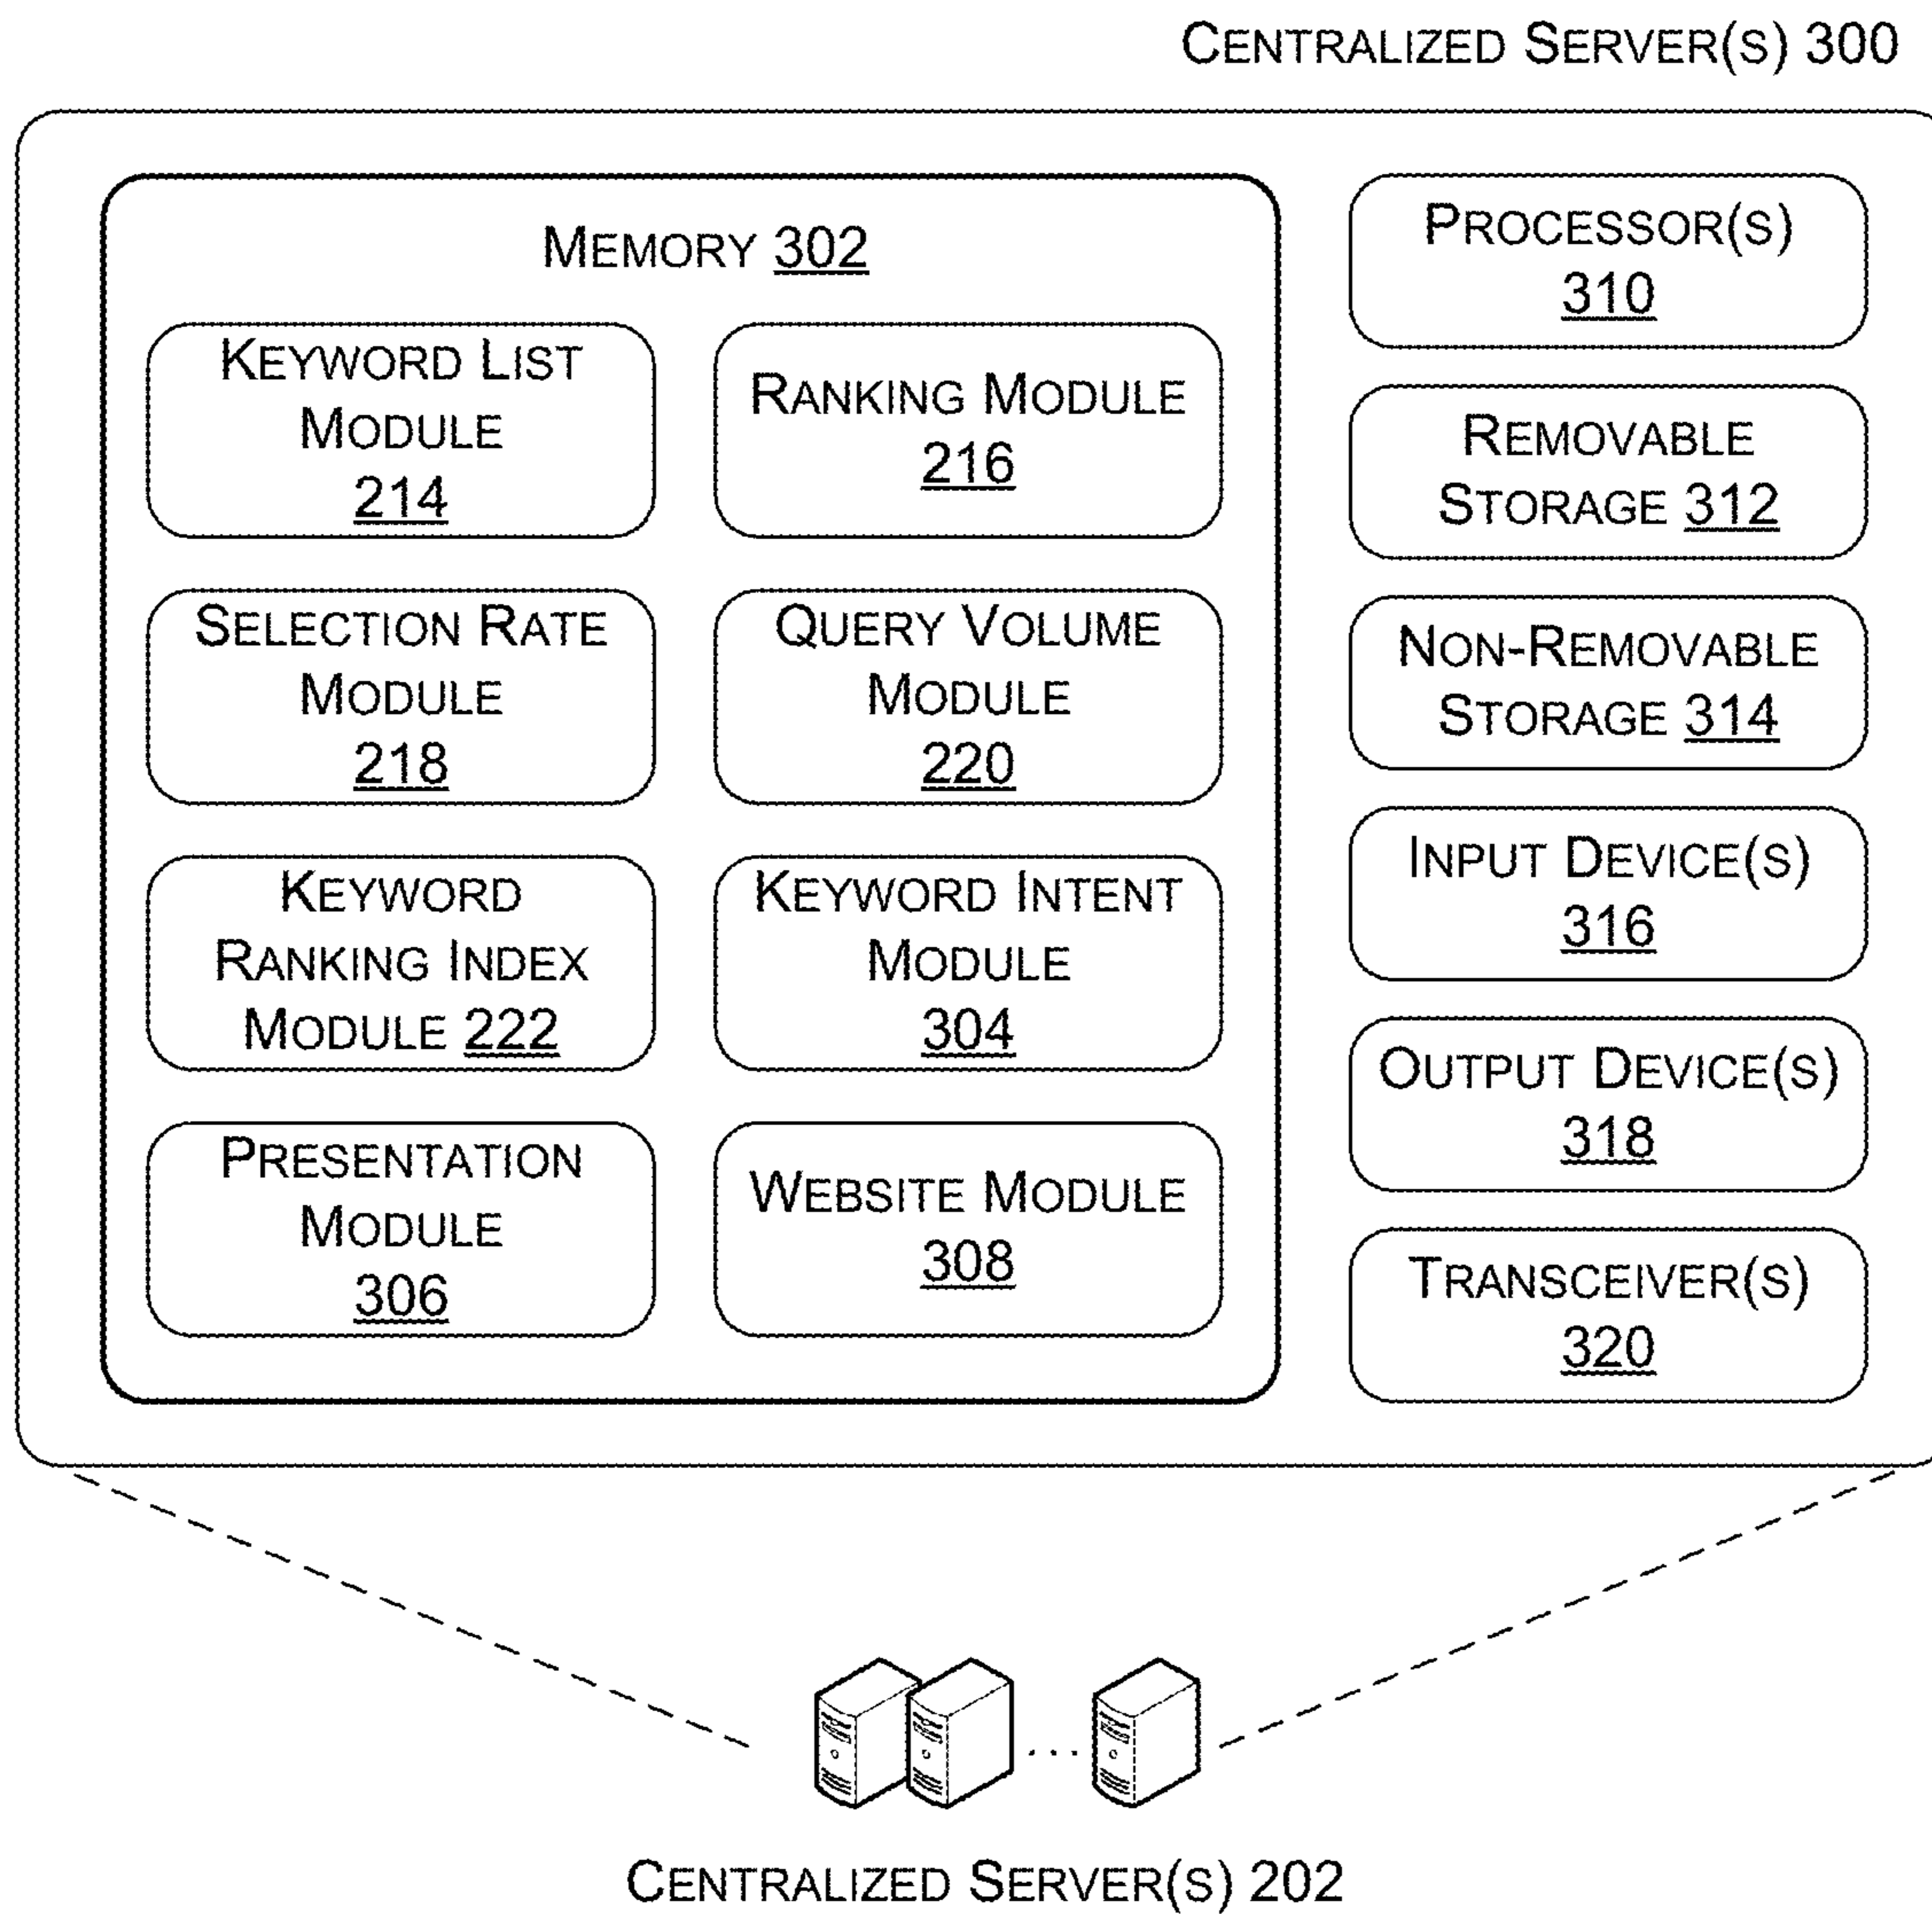 CENTRALIZED SERVER(S) 300
MEMORY 302
KEYWORD LIST
MODULE
214
RANKING MODULE
216
SELECTION RATE
MODULE
218
QUERY VOLUME
MODULE
220
KEYWORD
RANKING INDEX
MODULE 222
KEYWORD INTENT
MODULE
304
PRESENTATION
MODULE
306
WEBSITE MODULE
308
PROCESSOR(S)
310
REMOVABLE
STORAGE 312
NON-REMOVABLE
STORAGE 314
INPUT DEVICE(S)
316
OUTPUT DEVICE(S)
318
TRANSCEIVER(S)
320
...
CENTRALIZED SERVER(S) 202